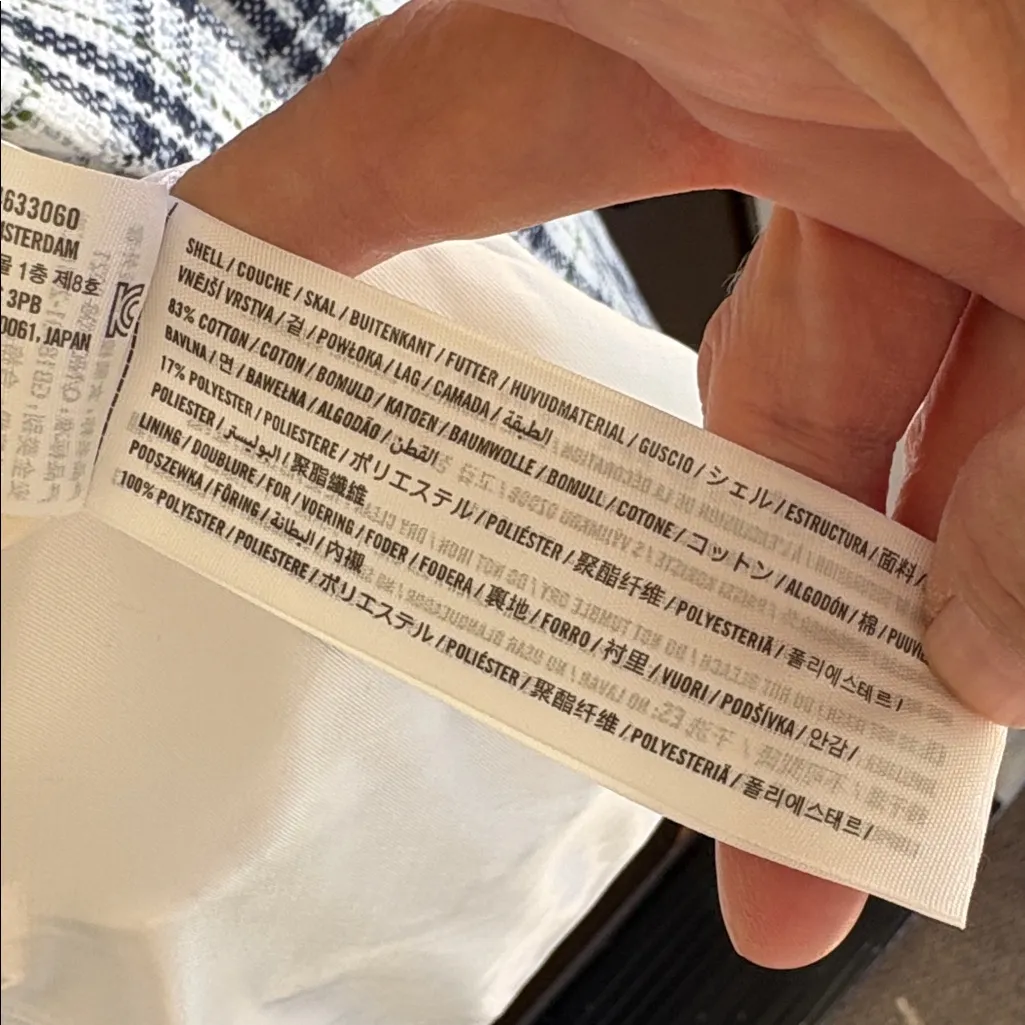 4633060
MSTERDAM
몰 1층 제8호
3PB
0061, JAPAN
SHELL / COUCHE / SKAL / BUITENKANT / FUTTER / HUVUDMATERIAL / GUSCIO / シェル / ESTRUCTURA / 面料 /
VNĚJŠÍ VRSTVA / 겉 / POWŁOKA / LAG / CAMADA / الطبقة
83% COTTON / COTON / BOMULD / KATOEN / BAUMWOLLE / BOMULL / COTONE / コットン / ALGODÓN / 棉 / PUUVI
BAVLNA / 면 / BAWEŁNA / ALGODÃO / القطن
17% POLYESTER / POLIESTERE / ポリエステル / POLIÉSTER / 聚酯纤维 / POLYESTERIÄ / 폴리에스테르 /
POLIESTER / البوليستر / 聚酯纖維
LINING / DOUBLURE / FOR / VOERING / FODER / FODERA / 裏地 / FORRO / 衬里 / VUORI / PODŠÍVKA / 안감 /
PODSZEWKA / FÔRING / البطانة / 内襯
100% POLYESTER / POLIESTERE / ポリエステル / POLIÉSTER / 聚酯纤维 / POLYESTERIÄ / 폴리에스테르 /